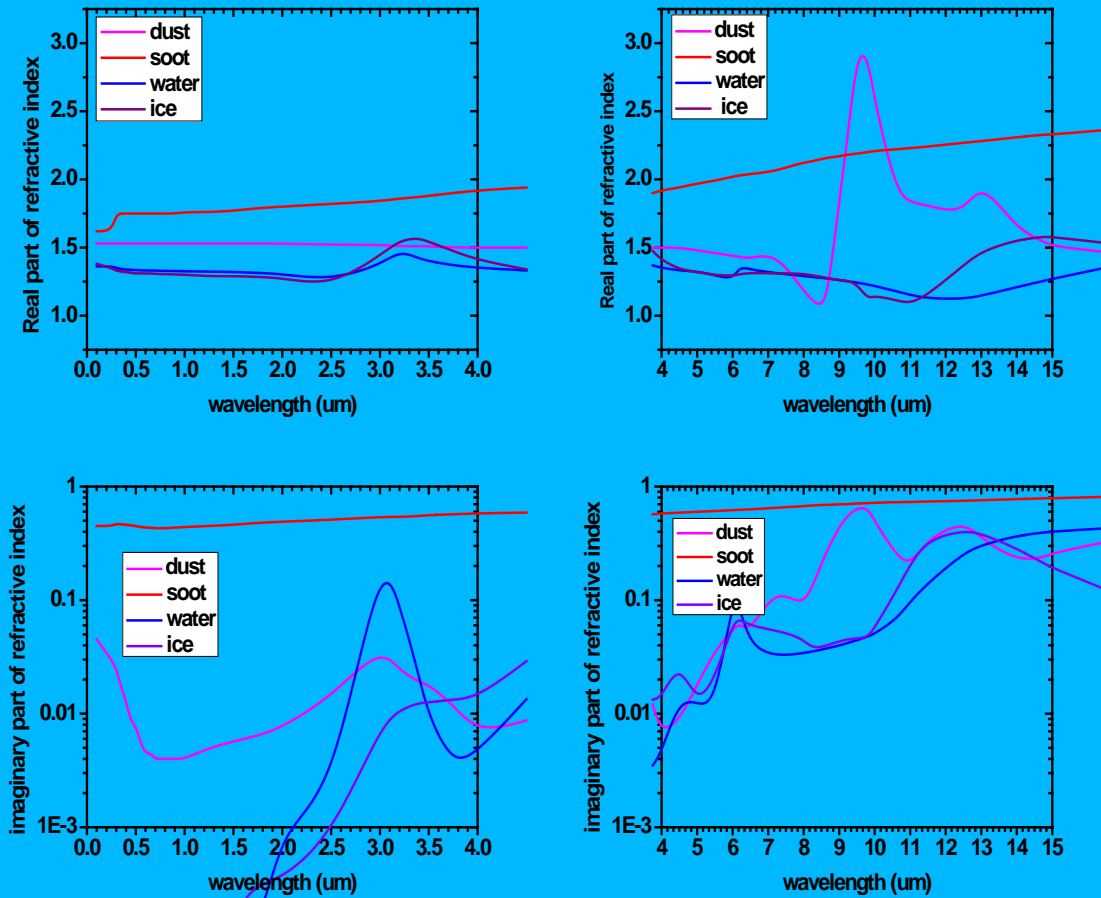 3.0
2.5
2.0
1.5
1.0
Real part of refractive index
dust
soot
water
ice
0.0 0.5 1.0 1.5 2.0 2.5 3.0 3.5 4.0
wavelength (um)
3.0
2.5
2.0
1.5
1.0
Real part of refractive index
dust
soot
water
ice
4 5 6 7 8 9 10 11 12 13 14 15
wavelength (um)
1
0.1
0.01
1E-3
imaginary part of refractive index
dust
soot
water
ice
0.0 0.5 1.0 1.5 2.0 2.5 3.0 3.5 4.0
wavelength (um)
1
0.1
0.01
1E-3
imaginary part of refractive index
dust
soot
water
ice
4 5 6 7 8 9 10 11 12 13 14 15
wavelength (um)